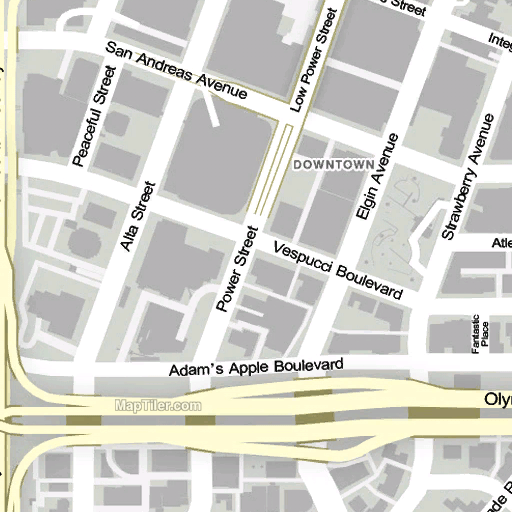 s Street
Integ
Low Power Street
San Andreas Avenue
Peaceful Street
DOWNTOWN
Elgin Avenue
Strawberry Avenue
Alta Street
Atle
Power Street
Vespucci Boulevard
Fantastic
Place
Adam's Apple Boulevard
MapTiler.com
Olyn